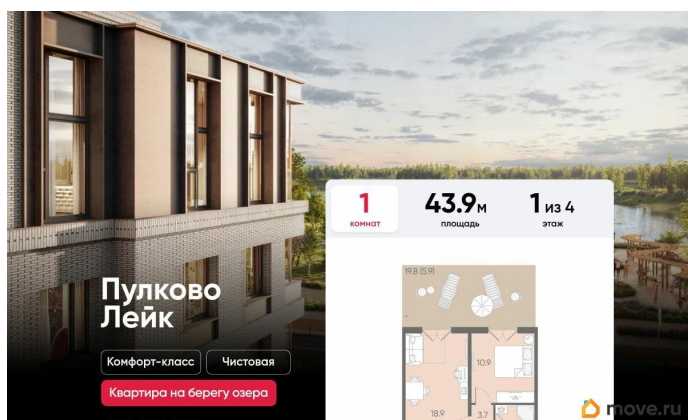 1
комнат
43.9 м
площадь
1 из 4
этаж
19.8 (5.9)
10.9
18.9
3.7
Пулково
Лейк
Комфорт-класс
Чистовая
Квартира на берегу озера
move.ru